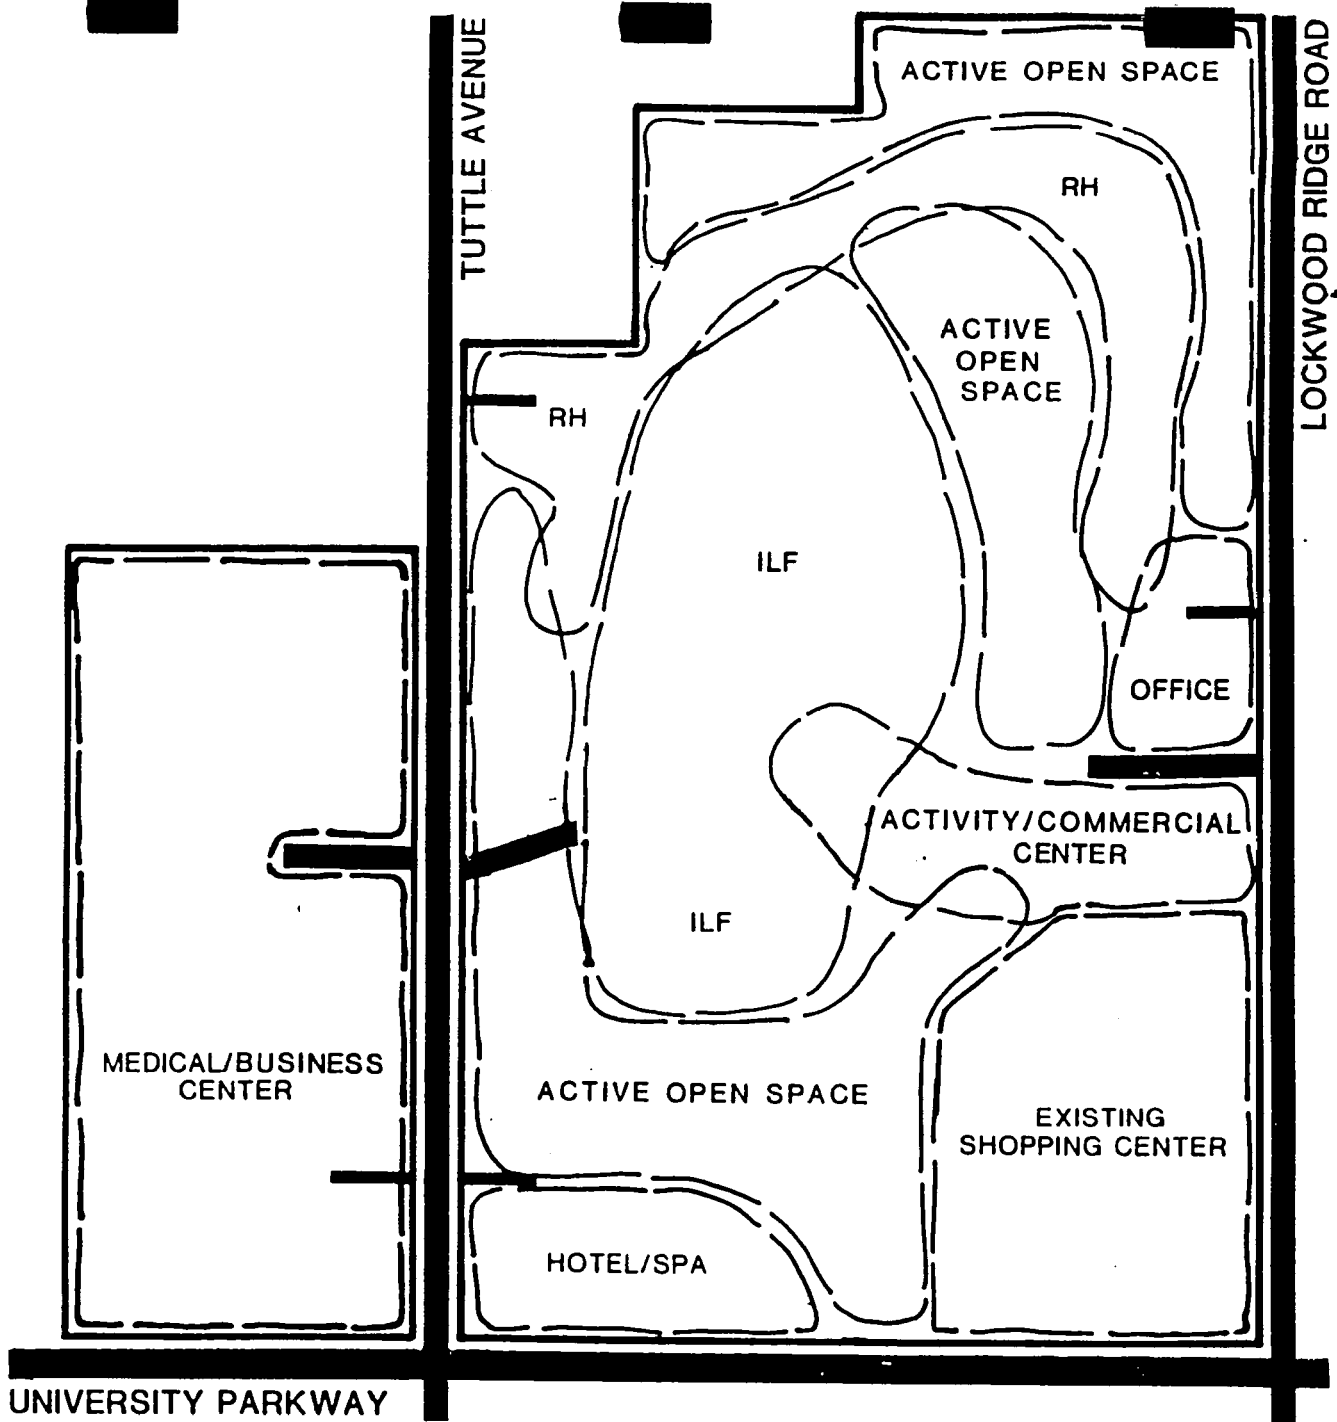 TUTTLE AVENUE
LOCKWOOD RIDGE ROAD
ACTIVE OPEN SPACE
RH
ACTIVE
OPEN
SPACE
RH
ILF
OFFICE
ACTIVITY/COMMERCIAL
CENTER
ILF
MEDICAL/BUSINESS
CENTER
ACTIVE OPEN SPACE
EXISTING
SHOPPING CENTER
HOTEL/SPA
UNIVERSITY PARKWAY